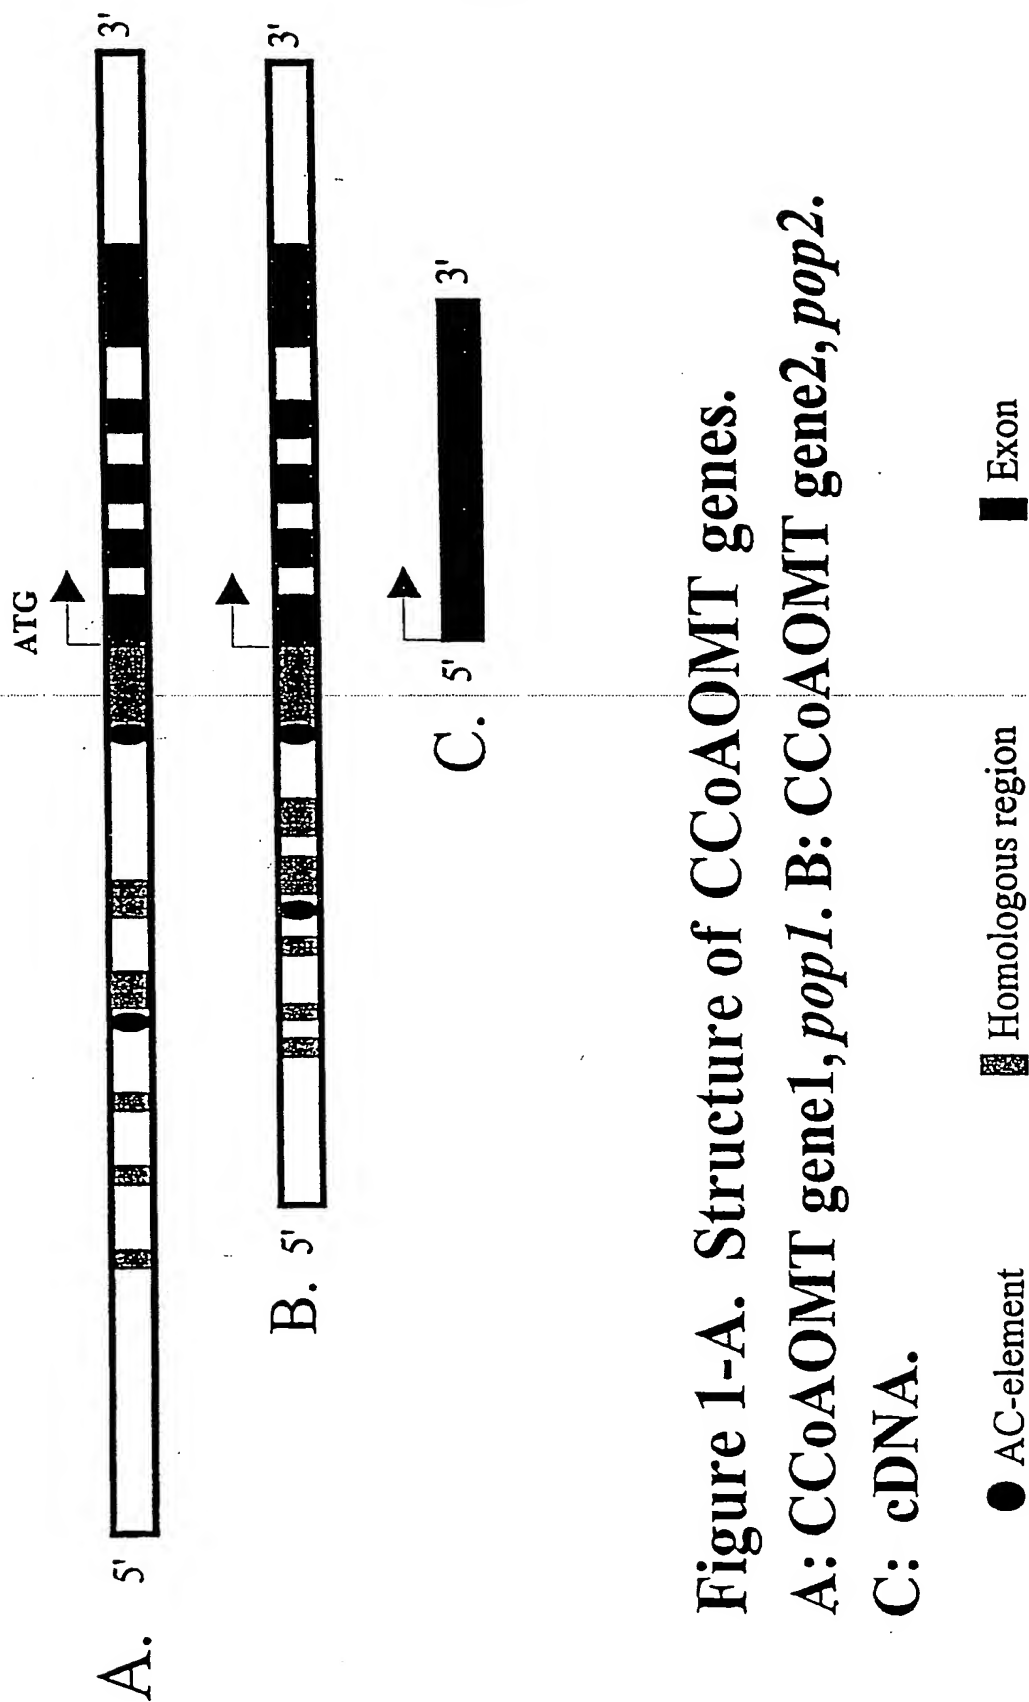 ATG
A. 5' 3'
B. 5' 3'
C. 5' 3'
Figure 1-A. Structure of CCoAOMT genes.
A: CCoAOMT gene1, pop1. B: CCoAOMT gene2, pop2.
C: cDNA.
AC-element Homologous region Exon